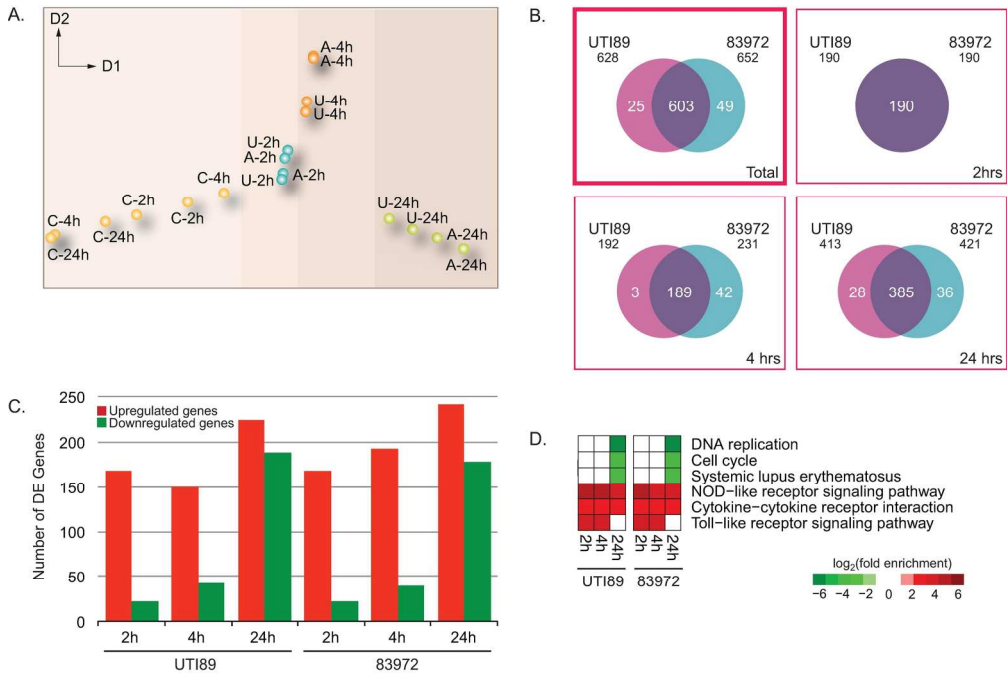 A.
D2
D1
A-4h
A-4h
U-4h
U-4h
U-2h
A-2h
U-2h
A-2h
C-4h
C-2h
C-2h
C-4h
C-24h
C-24h
U-24h
U-24h
A-24h
A-24h
B.
UTI89
628
83972
652
25
603
49
Total
UTI89
190
83972
190
190
2hrs
UTI89
192
83972
231
3
189
42
4 hrs
UTI89
413
83972
421
28
385
36
24 hrs
C.
Number of DE Genes
250
200
150
100
50
0
Upregulated genes
Downregulated genes
2h
4h
24h
2h
4h
24h
UTI89
83972
D.
DNA replication
Cell cycle
Systemic lupus erythematosus
NOD-like receptor signaling pathway
Cytokine-cytokine receptor interaction
Toll-like receptor signaling pathway
2h
4h
24h
2h
4h
24h
UTI89
83972
log2(fold enrichment)
-6 -4 -2 0 2 4 6